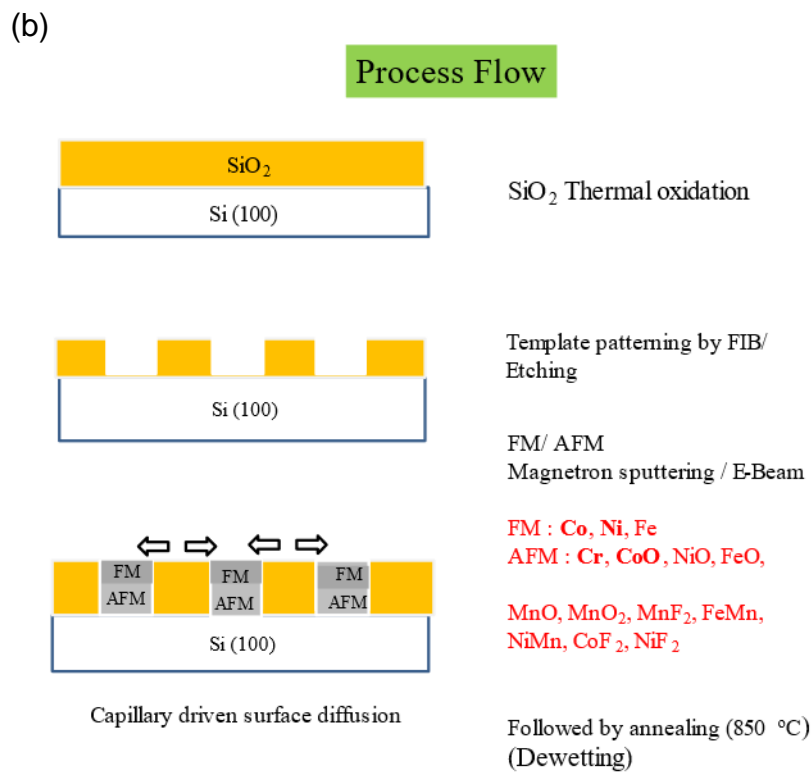 (b)
Process Flow
SiO₂
Si (100)
SiO₂ Thermal oxidation
Si (100)
Template patterning by FIB/
Etching
FM/ AFM
Magnetron sputtering / E-Beam
FM : Co, Ni, Fe
AFM : Cr, CoO, NiO, FeO,
MnO, MnO₂, MnF₂, FeMn,
NiMn, CoF₂, NiF₂
FM FM FM
AFM AFM AFM
Si (100)
Capillary driven surface diffusion
Followed by annealing (850 °C)
(Dewetting)